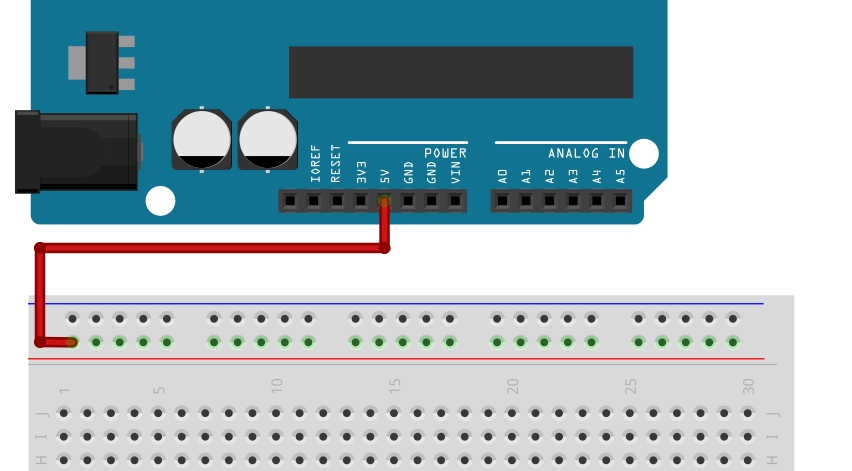 POWER
ANALOG IN
IOREF
RESET
3V3
5V
GND
GND
VIN
A0
A1
A2
A3
A4
A5
1
5
10
15
20
25
30
J
J
I
I
H
H